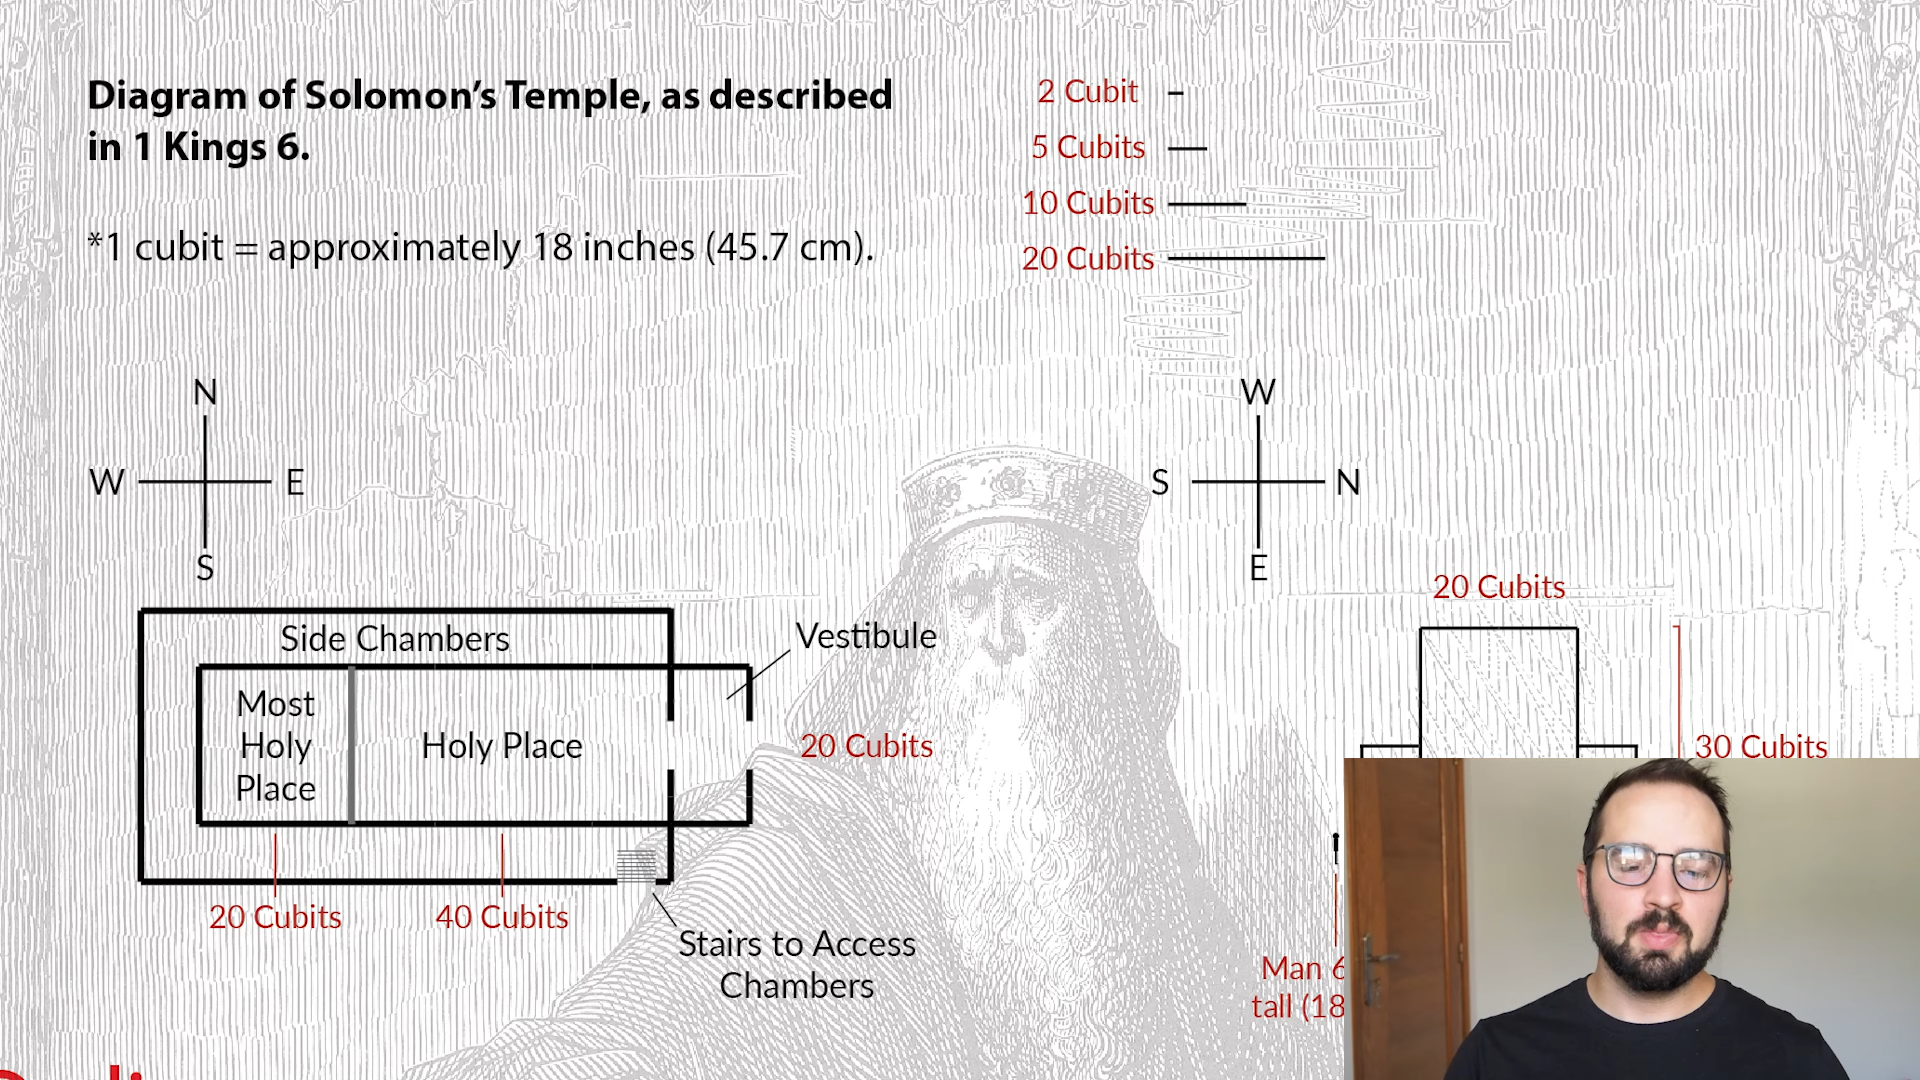 Diagram of Solomon’s Temple, as described
in 1 Kings 6.
*1 cubit = approximately 18 inches (45.7 cm).
2 Cubit
5 Cubits
10 Cubits
20 Cubits
N
W
E
S
W
S
N
E
Side Chambers
Most
Holy
Place
Holy Place
Vestibule
20 Cubits
20 Cubits
40 Cubits
Stairs to Access
Chambers
20 Cubits
30 Cubits
Man 6
tall (18